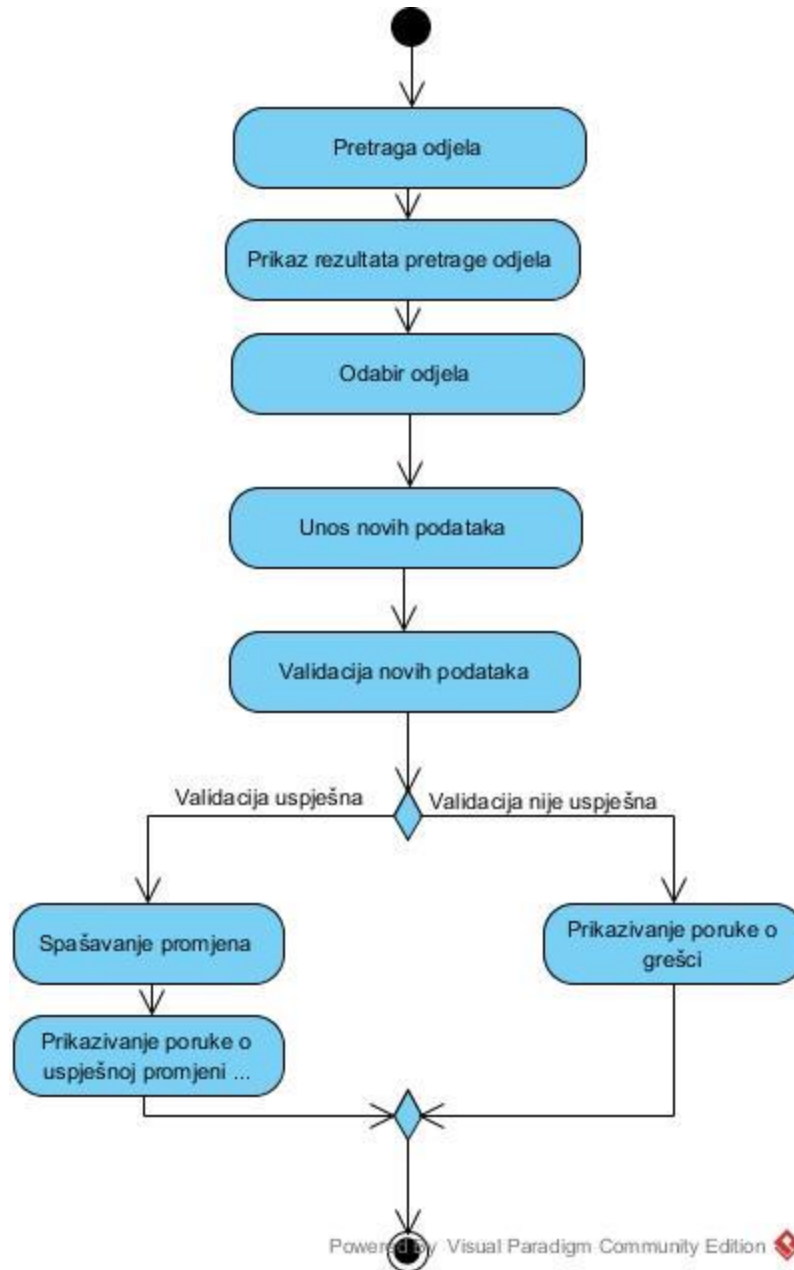 Pretraga odjela
Prikaz rezultata pretrage odjela
Odabir odjela
Unos novih podataka
Validacija novih podataka
Validacija uspješna
Validacija nije uspješna
Spašavanje promjena
Prikazivanje poruke o
grešci
Prikazivanje poruke o
uspješnoj promjeni ...
Powered By Visual Paradigm Community Edition